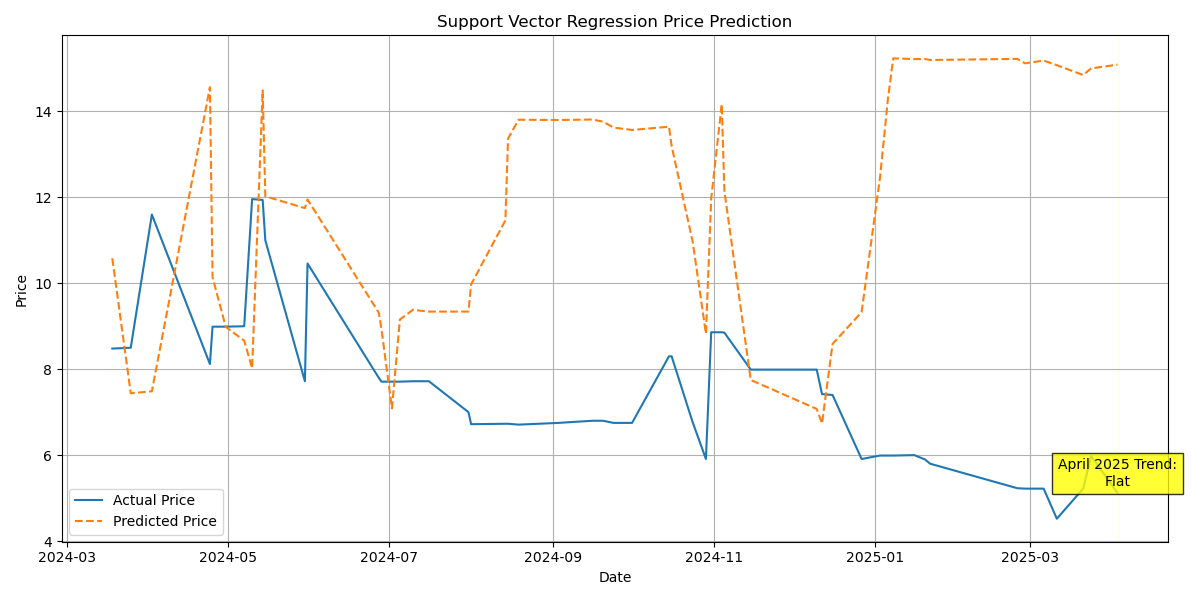 Support Vector Regression Price Prediction
Price
14
12
10
8
6
4
April 2025 Trend:
Flat
Actual Price
Predicted Price
2024-03
2024-05
2024-07
2024-09
2024-11
2025-01
2025-03
Date